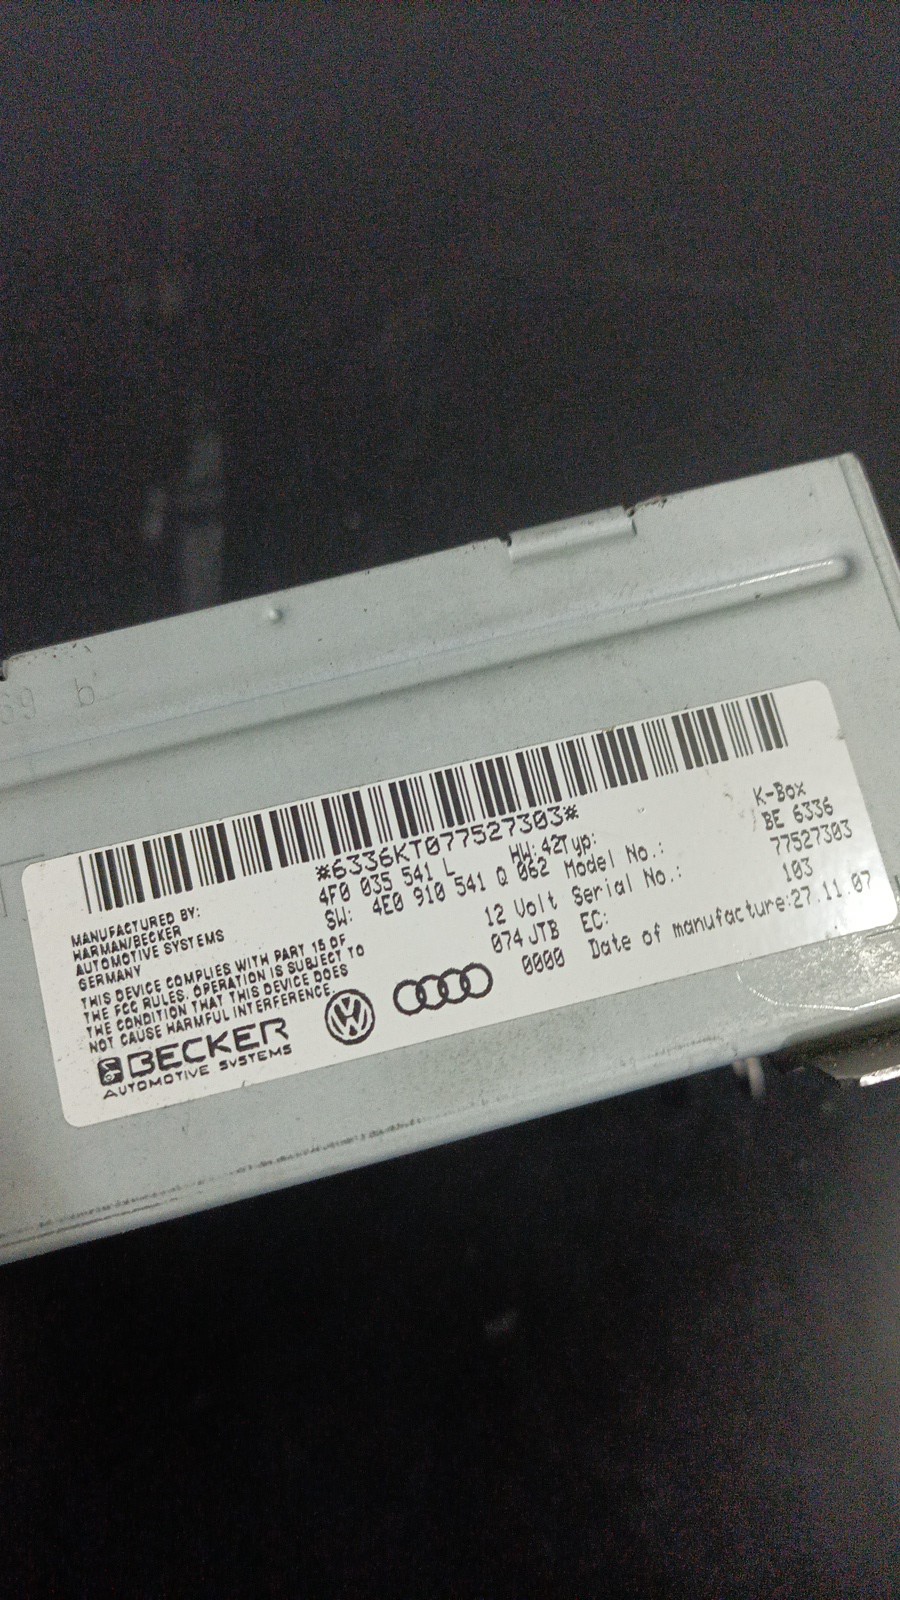 #6336KT077527303#
4F0 035 541 L HW:42 Typ: K-Box
SW: 4E0 910 541 Q 062 Model No.: BE 6336
12 Volt Serial No.: 77527303
074 JTB EC: 103
0000 Date of manufacture:27.11.07
MANUFACTURED BY:
HARMAN/BECKER
AUTOMOTIVE SYSTEMS
GERMANY
THIS DEVICE COMPLIES WITH PART 15 OF
THE FCC RULES. OPERATION IS SUBJECT TO
THE CONDITION THAT THIS DEVICE DOES
NOT CAUSE HARMFUL INTERFERENCE.
BECKER
AUTOMOTIVE SYSTEMS